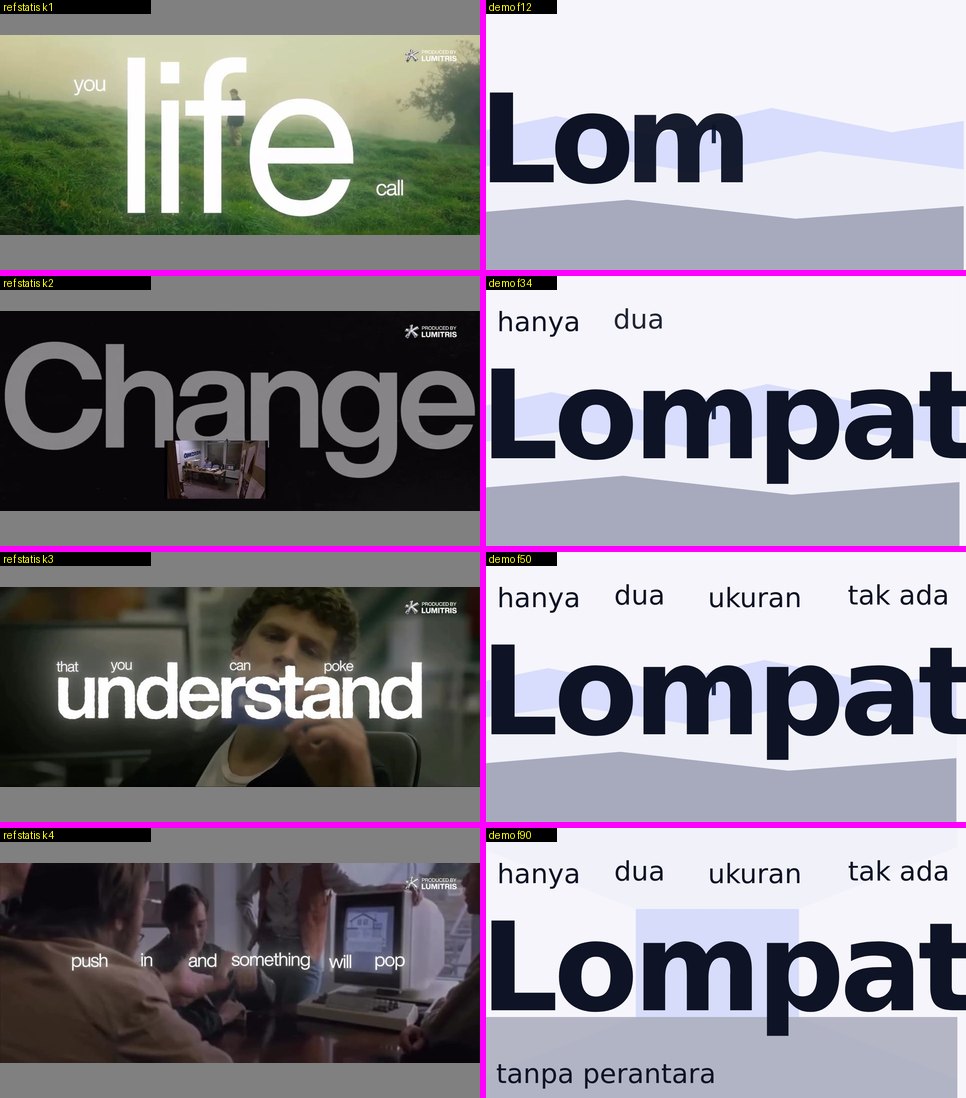 ref statis k1
PRODUCED BY
LUMITRIS
you
life
call
demo f12
Lom
ref statis k2
PRODUCED BY
LUMITRIS
Change
demo f34
hanya dua
Lompat
ref statis k3
PRODUCED BY
LUMITRIS
that you can poke
understand
demo f50
hanya dua ukuran tak ada
Lompat
ref statis k4
PRODUCED BY
LUMITRIS
push in and something will pop
demo f90
hanya dua ukuran tak ada
Lompat
tanpa perantara